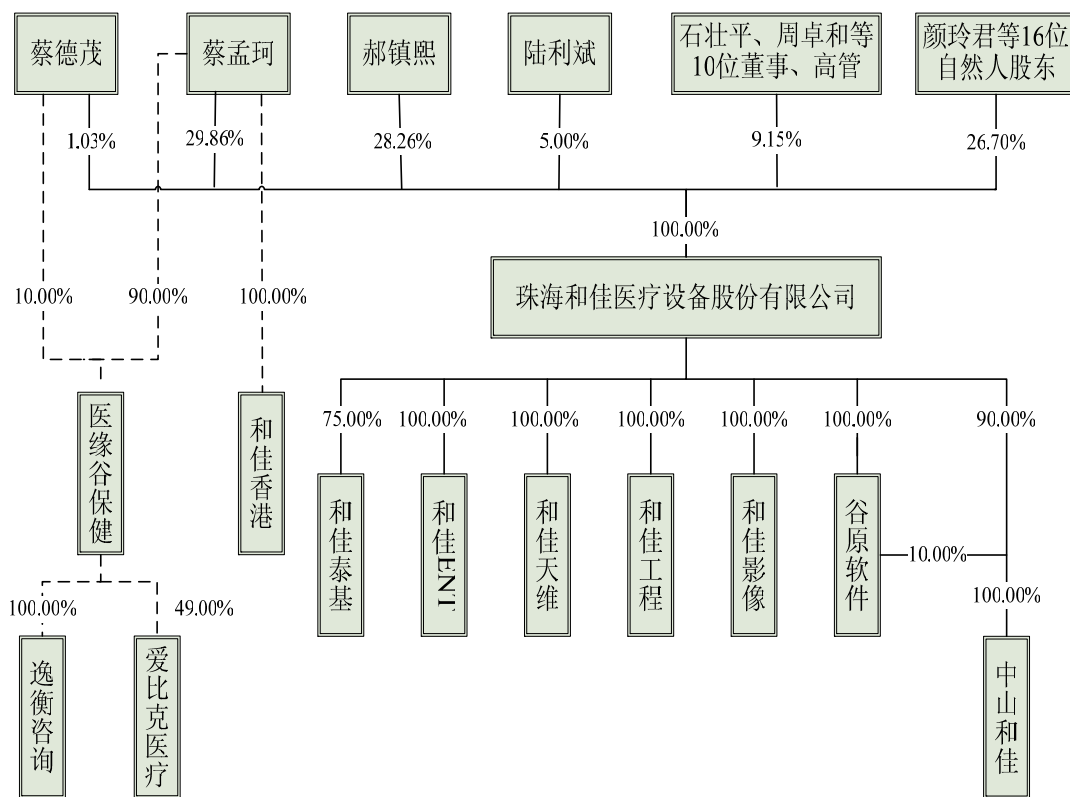 蔡德茂
蔡孟珂
郝镇熙
陆利斌
石壮平、周卓和等
10位董事、高管
颜玲君等16位
自然人股东
1.03%
29.86%
28.26%
5.00%
9.15%
26.70%
100.00%
10.00%
90.00%
100.00%
珠海和佳医疗设备股份有限公司
75.00%
100.00%
100.00%
100.00%
100.00%
100.00%
90.00%
医缘谷保健
和佳香港
和佳泰基
和佳ENT
和佳天维
和佳工程
和佳影像
谷原软件
10.00%
100.00%
49.00%
100.00%
逸衡咨询
爱比克医疗
中山和佳